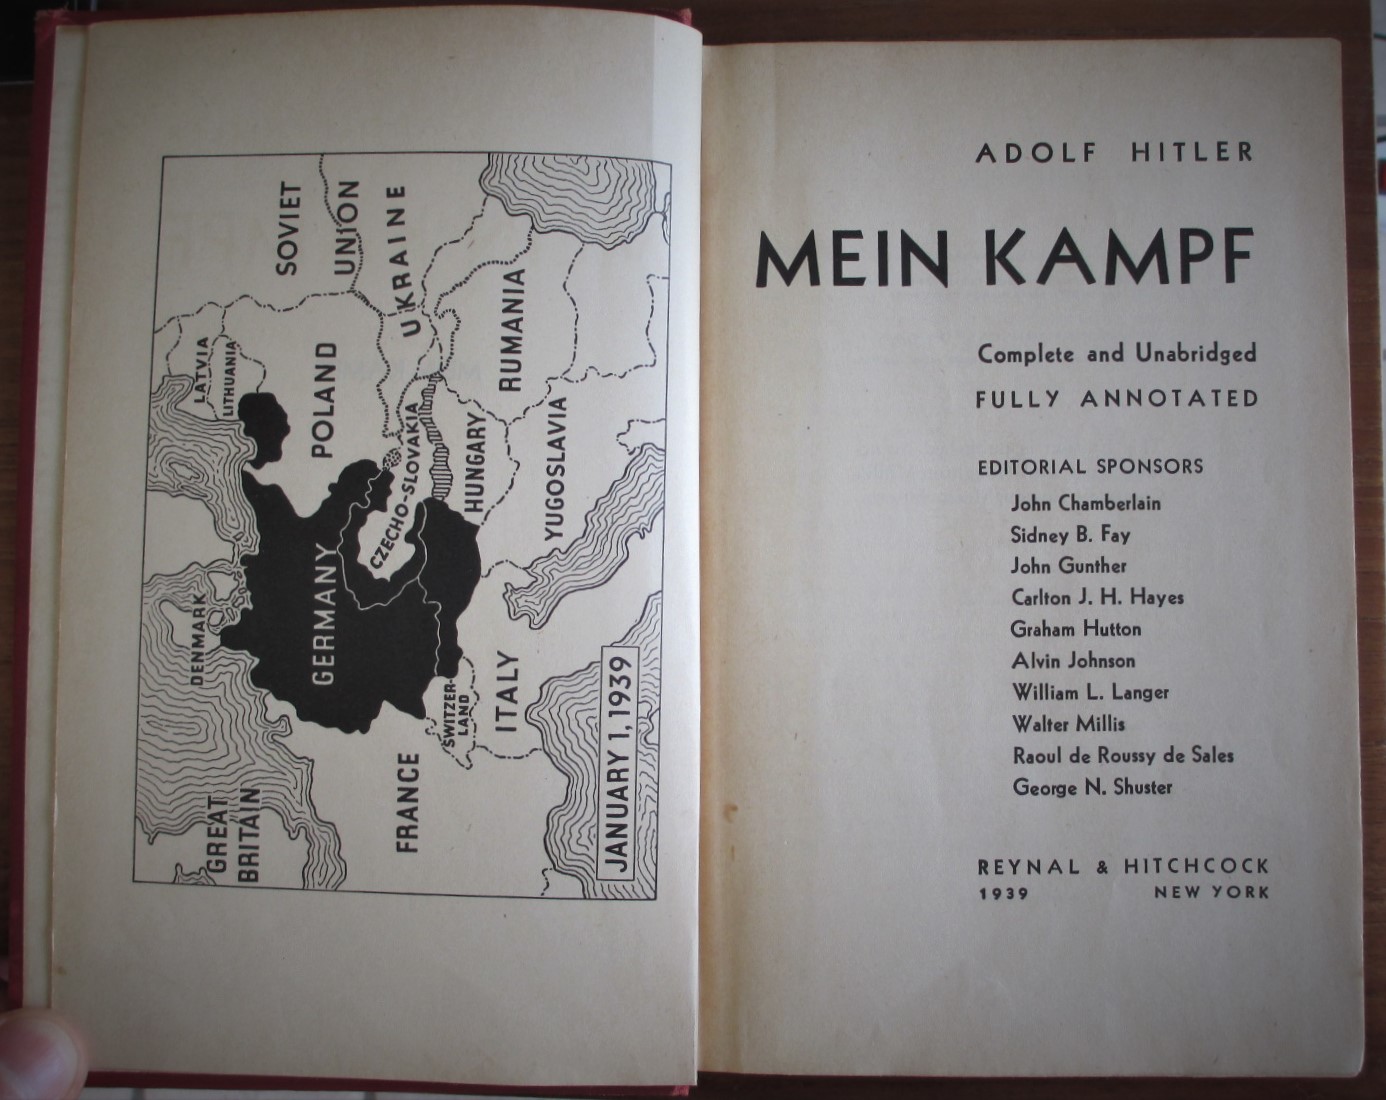 SOVIET
UNION
UKRAINE
LATVIA
LITHUANIA
POLAND
RUMANIA
CZECHO-SLOVAKIA
HUNGARY
YUGOSLAVIA
DENMARK
GERMANY
SWITZER-
LAND
ITALY
GREAT
BRITAIN
FRANCE
JANUARY 1, 1939
ADOLF HITLER
MEIN KAMPF
Complete and Unabridged
FULLY ANNOTATED
EDITORIAL SPONSORS
John Chamberlain
Sidney B. Fay
John Gunther
Carlton J. H. Hayes
Graham Hutton
Alvin Johnson
William L. Langer
Walter Millis
Raoul de Roussy de Sales
George N. Shuster
REYNAL & HITCHCOCK
1939 NEW YORK